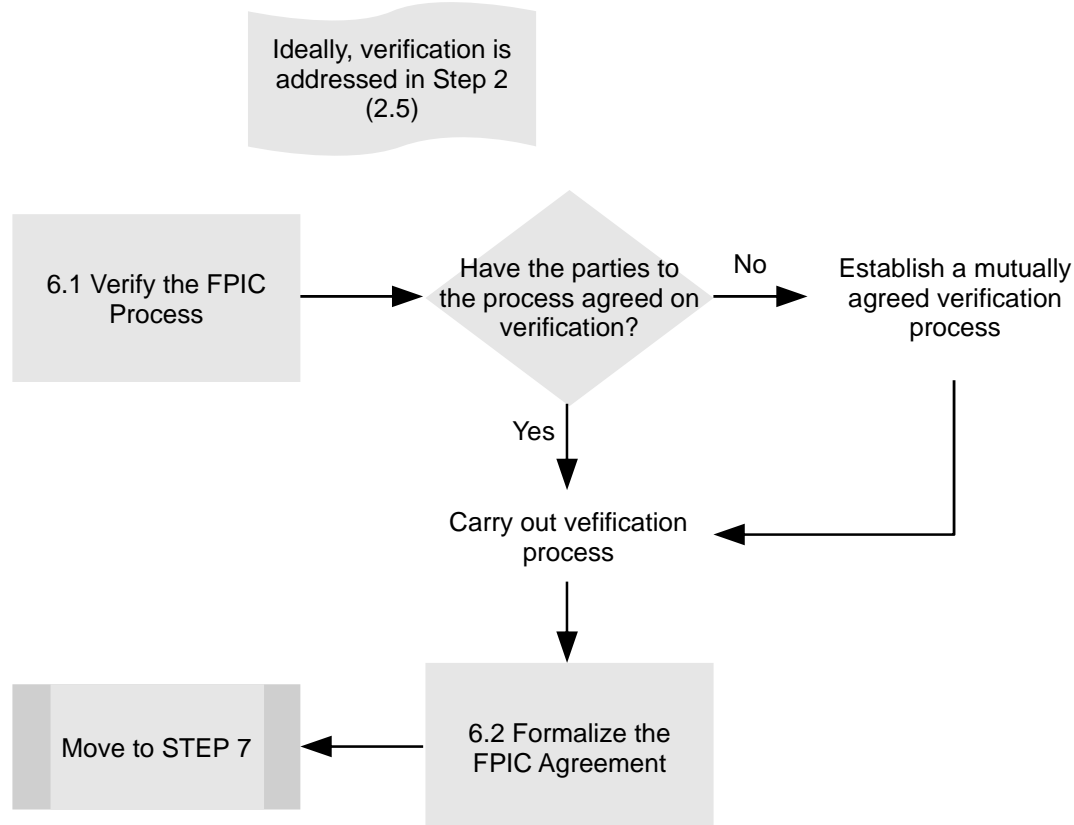 Ideally, verification is
addressed in Step 2
(2.5)
6.1 Verify the FPIC
Process
Have the parties to
the process agreed on
verification?
No
Establish a mutually
agreed verification
process
Yes
Carry out vefification
process
6.2 Formalize the
FPIC Agreement
Move to STEP 7